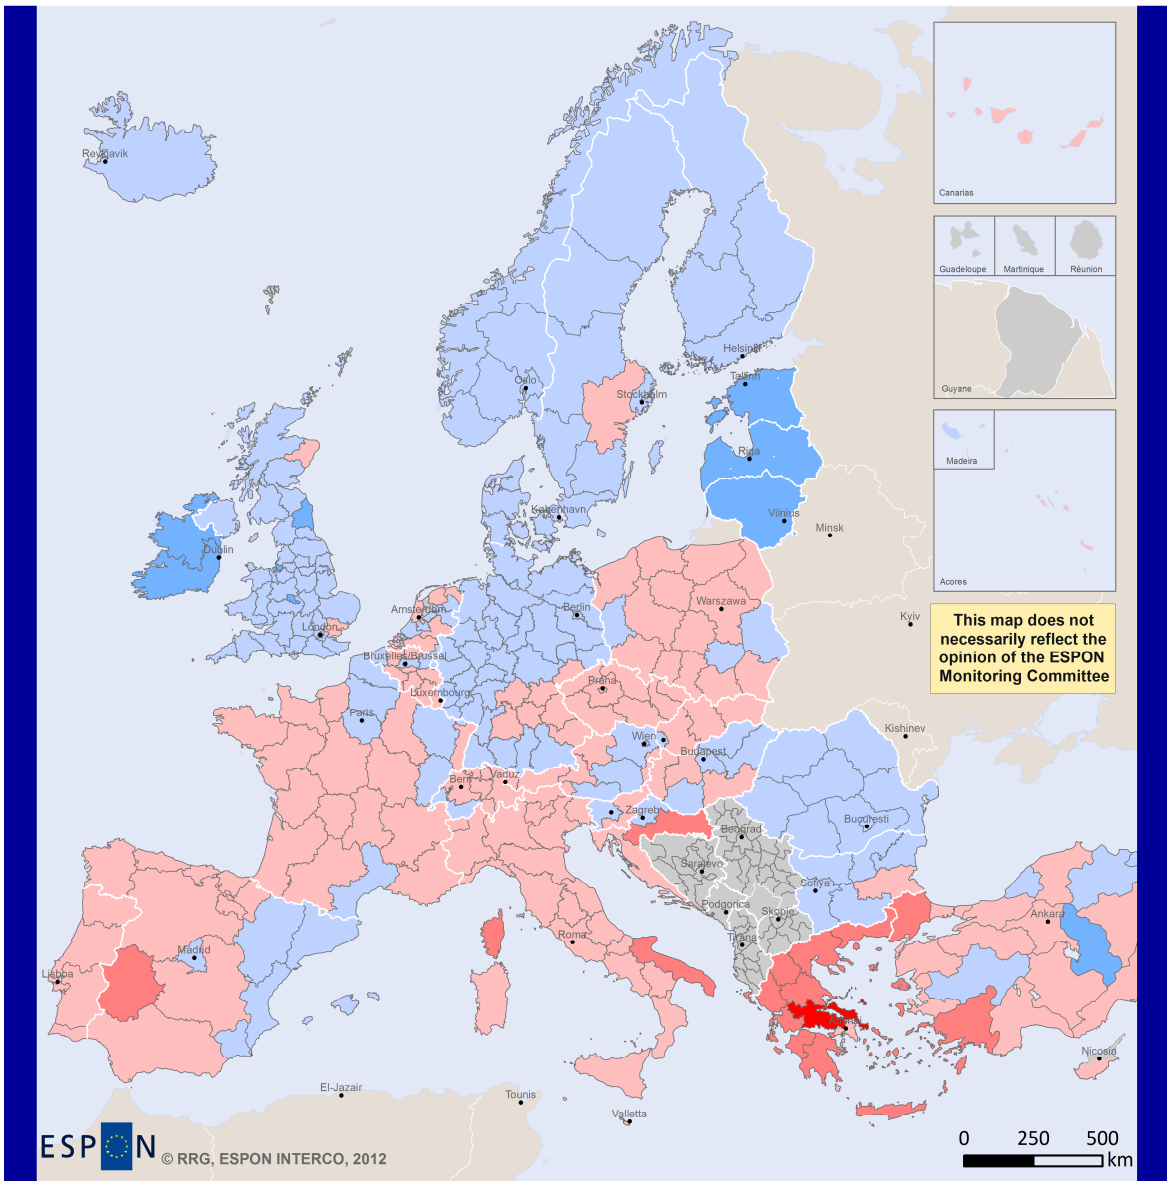 Canarias
Reykjavik
Guadeloupe
Martinique
Réunion
Guyane
Helsinki
Tallinn
Oslo
Stockholm
Riga
Madeira
København
Vilnius
Minsk
Dublin
Acores
Amsterdam
Berlin
Warszawa
Kyiv
London
This map does not
necessarily reflect the
opinion of the ESPON
Monitoring Committee
Bruxelles/Brussel
Luxembourg
Praha
Paris
Wien
Kishinev
Budapest
Bern
Vaduz
Zagreb
Bucuresti
Beograd
Sarajevo
Sofiya
Podgorica
Skopje
Ankara
Roma
Tirana
Madrid
Lisboa
Nicosia
El-Jazair
Tounis
Valletta
0 250 500
km
ESPON
© RRG, ESPON INTERCO, 2012